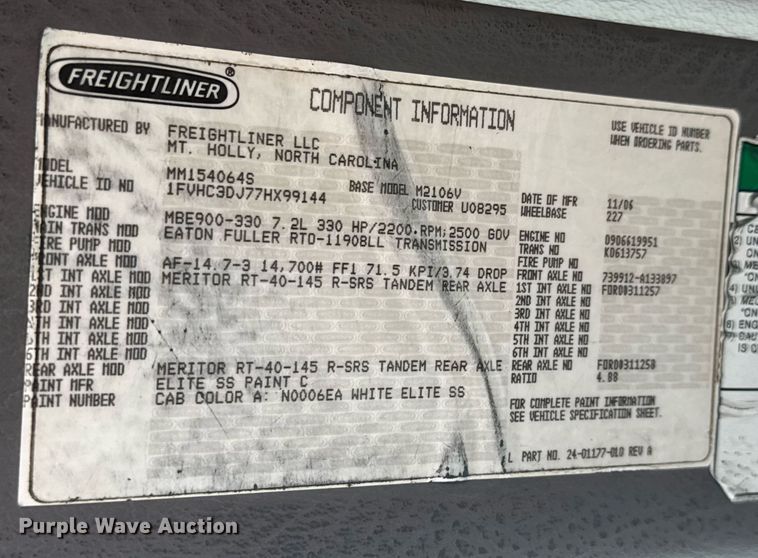 FREIGHTLINER®
COMPONENT INFORMATION
USE VEHICLE ID NUMBER
WHEN ORDERING PARTS.
MANUFACTURED BY FREIGHTLINER LLC
MT. HOLLY, NORTH CAROLINA
MODEL MM154064S BASE MODEL M2106V DATE OF MFR 11/06
VEHICLE ID NO 1FVHC3DJ77HX99144 CUSTOMER U08295 WHEELBASE 227
ENGINE MOD MBE900-330 7.2L 330 HP/2200.RPM;2500 GOV ENGINE NO
MAIN TRANS MOD EATON FULLER RTO-11908LL TRANSMISSION TRANS NO K0613757
FIRE PUMP MOD FIRE PUMP NO
FRONT AXLE MOD AF-14.7-3 14,700# FF1 71.5 KPI/3.74 DROP FRONT AXLE NO 739912-A133897
1ST INT AXLE MOD MERITOR RT-40-145 R-SRS TANDEM REAR AXLE 1ST INT AXLE NO
2ND INT AXLE MOD 2ND INT AXLE NO
3RD INT AXLE MOD 3RD INT AXLE NO
4TH INT AXLE MOD 4TH INT AXLE NO
5TH INT AXLE MOD 5TH INT AXLE NO
6TH INT AXLE MOD 6TH INT AXLE NO
REAR AXLE MOD MERITOR RT-40-145 R-SRS TANDEM REAR AXLE REAR AXLE NO
PAINT MFR ELITE SS PAINT C RATIO 4.88
PAINT NUMBER CAB COLOR A: N0006EA WHITE ELITE SS
FOR COMPLETE PAINT INFORMATION
SEE VEHICLE SPECIFICATION SHEET.
PART NO. 24-01177-010 REV A
Purple Wave Auction